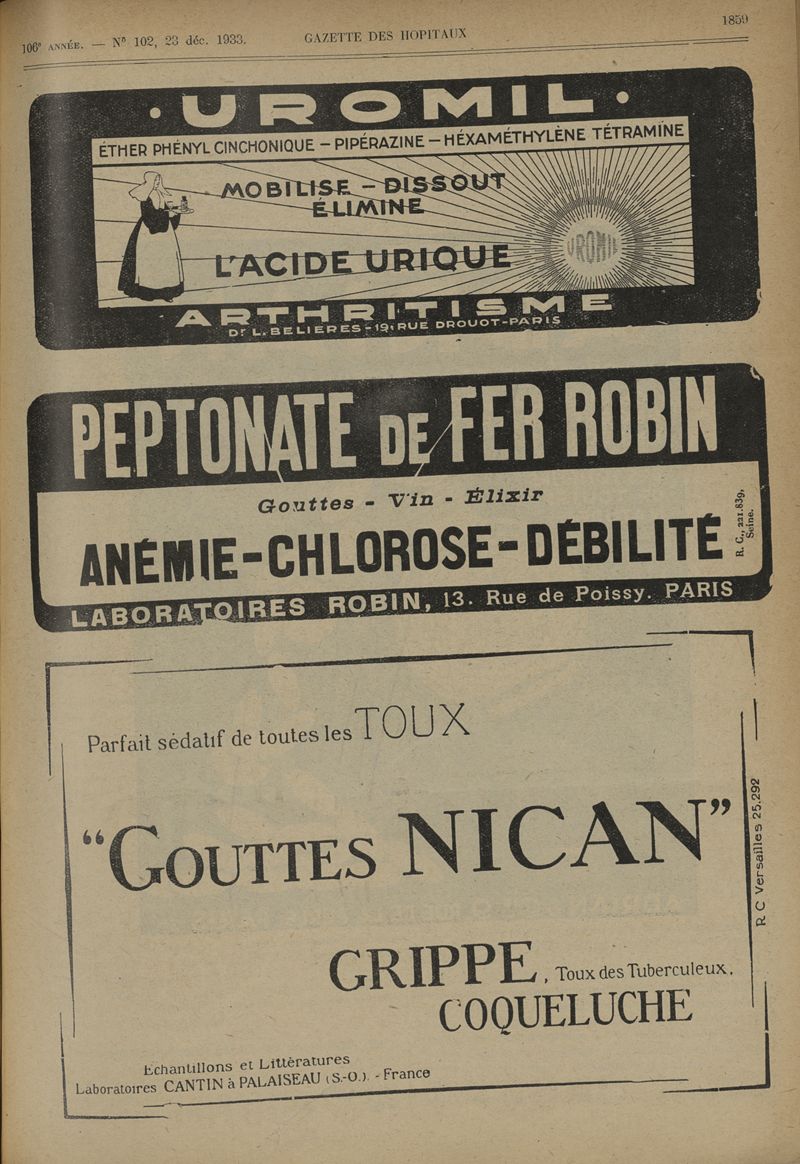 106e ANNÉE. — No 102, 23 déc. 1933. GAZETTE DES HOPITAUX 1859
· UROMIL ·
ÉTHER PHÉNYL CINCHONIQUE - PIPÉRAZINE - HÉXAMÉTHYLÈNE TÉTRAMINE
MOBILISE - DISSOUT
ÉLIMINE
L'ACIDE URIQUE
UROMIL
ARTHRITISME
Dr L. BELIERES - 19, RUE DROUOT - PARIS
PEPTONATE DE FER ROBIN
Gouttes - Vin - Élixir
ANÉMIE-CHLOROSE-DÉBILITÉ
R. C., 221.839, Seine.
LABORATOIRES ROBIN, 13. Rue de Poissy. PARIS
Parfait sédatif de toutes les TOUX
"GOUTTES NICAN"
R C Versailles 25.292
GRIPPE, Toux des Tuberculeux,
COQUELUCHE
Echantillons et Littératures
Laboratoires CANTIN à PALAISEAU (S.-O.). - France